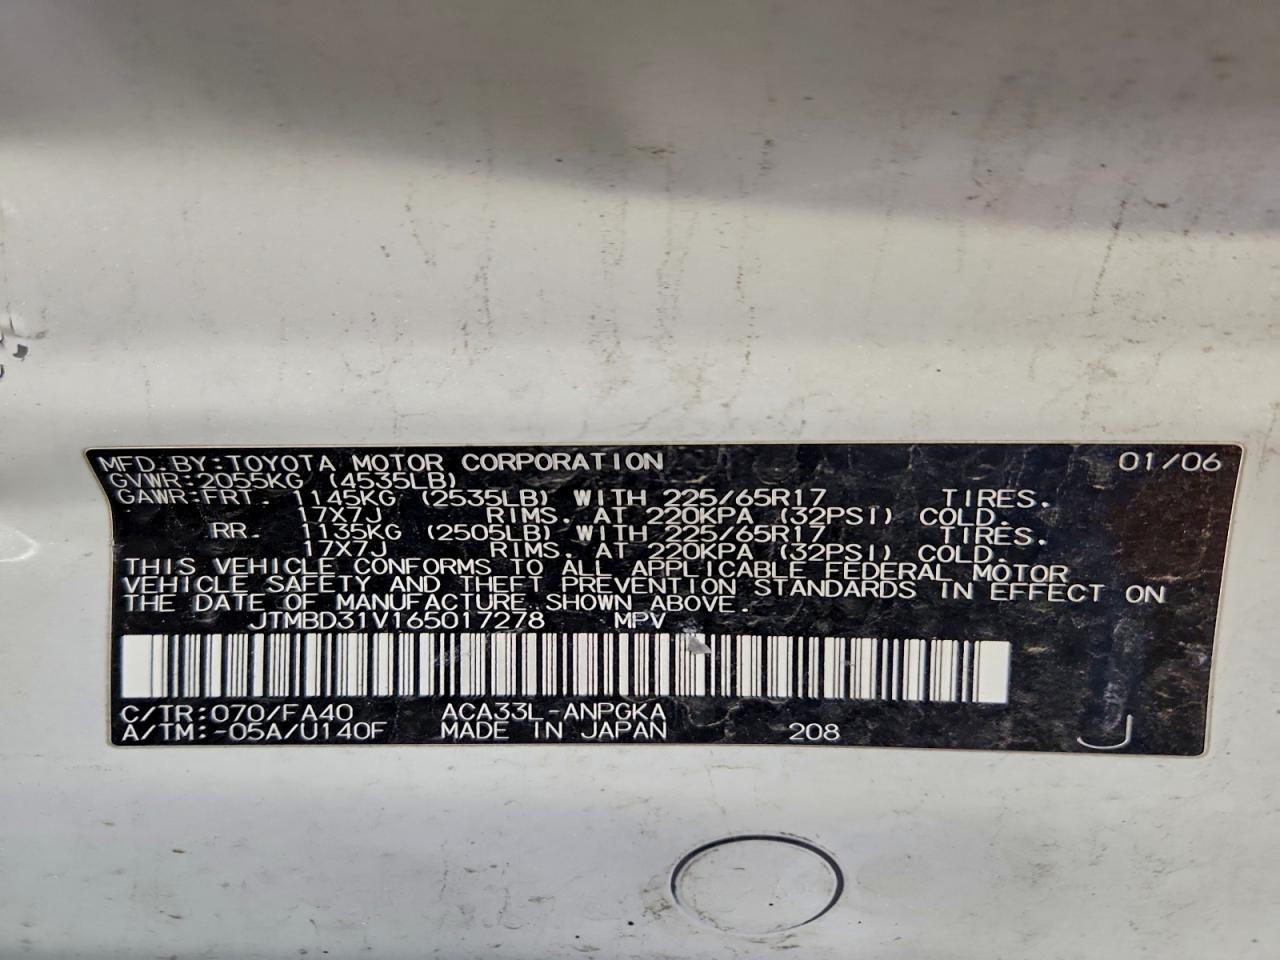 MFD. BY: TOYOTA MOTOR CORPORATION 01/06
GVWR: 2055KG (4535LB)
GAWR: FRT. 1145KG (2535LB) WITH 225/65R17 TIRES.
17X7J RIMS. AT 220KPA (32PSI) COLD.
RR. 1135KG (2505LB) WITH 225/65R17 TIRES.
17X7J RIMS. AT 220KPA (32PSI) COLD.
THIS VEHICLE CONFORMS TO ALL APPLICABLE FEDERAL MOTOR
VEHICLE SAFETY AND THEFT PREVENTION STANDARDS IN EFFECT ON
THE DATE OF MANUFACTURE SHOWN ABOVE.
JTMBD31V165017278 MPV
C/TR: 070/FA40 ACA33L-ANPGKA
A/TM: -05A/U140F MADE IN JAPAN 208 J